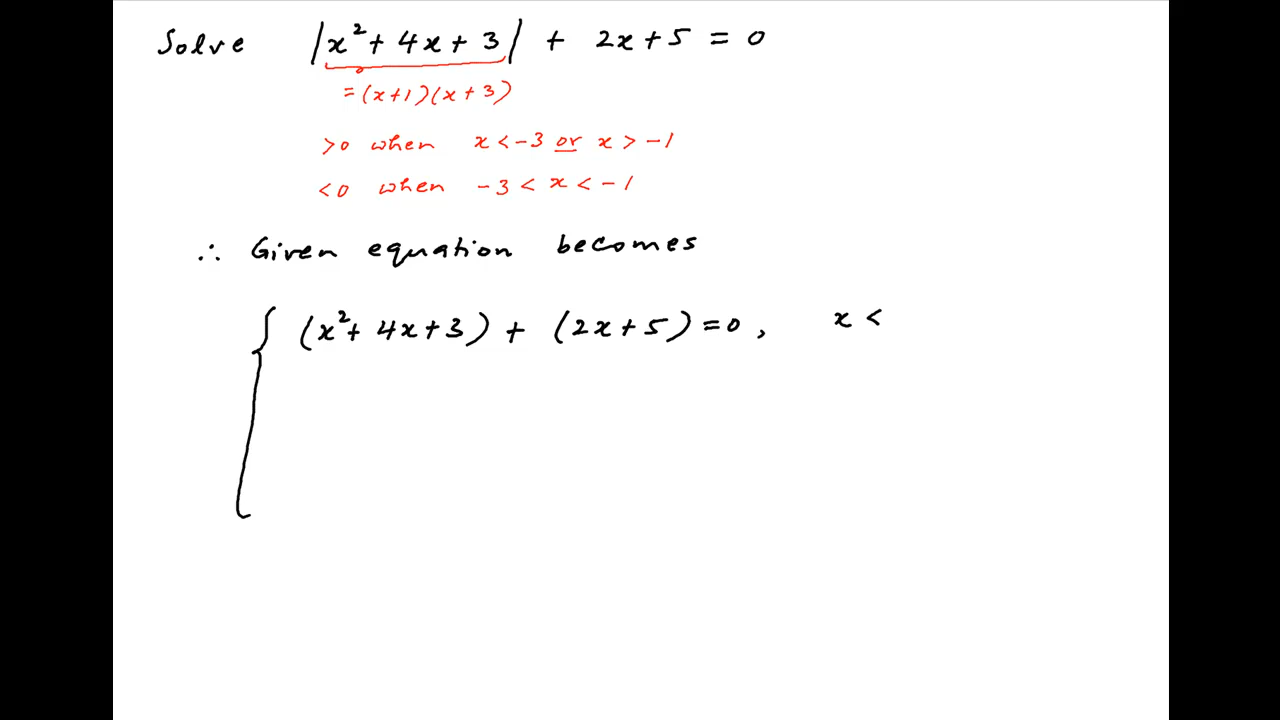 Solve |x² + 4x + 3| + 2x + 5 = 0
= (x+1)(x+3)
>0 when x < -3 or x > -1
<0 when -3 < x < -1
∴ Given equation becomes
{ (x² + 4x + 3) + (2x + 5) = 0, x <